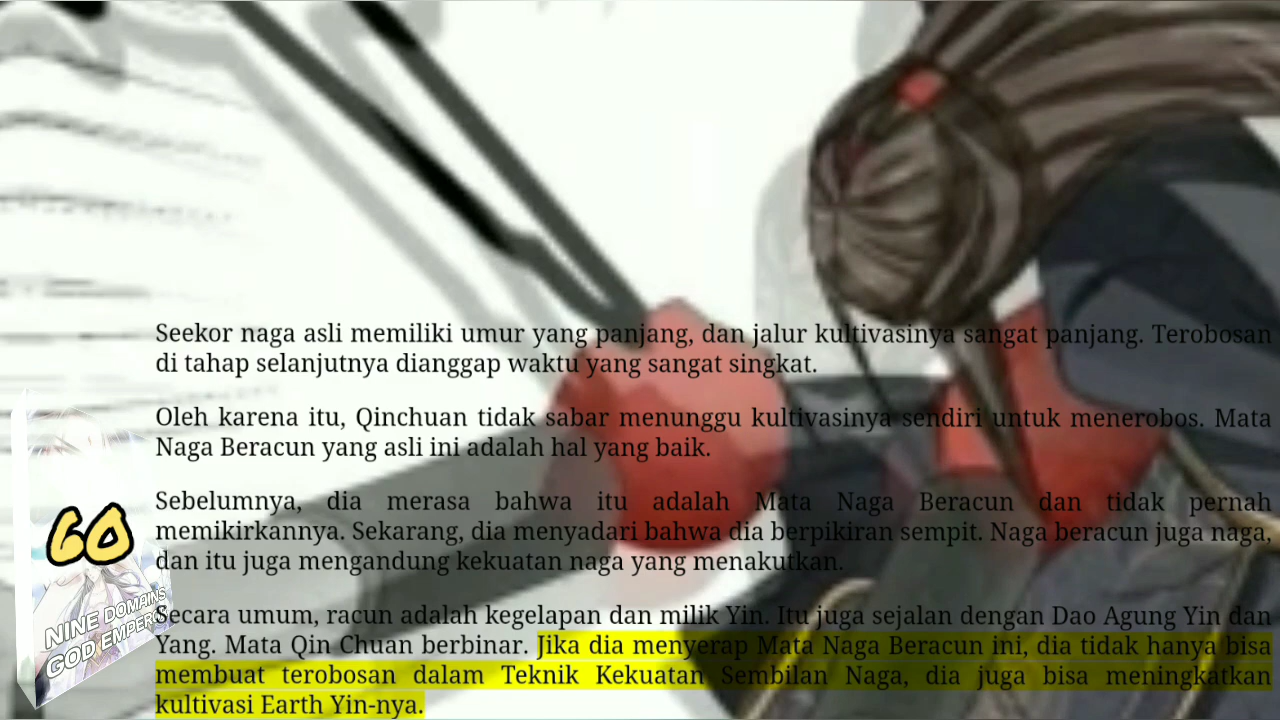 Seekor naga asli memiliki umur yang panjang, dan jalur kultivasinya sangat panjang. Terobosan
di tahap selanjutnya dianggap waktu yang sangat singkat.
Oleh karena itu, Qinchuan tidak sabar menunggu kultivasinya sendiri untuk menerobos. Mata
Naga Beracun yang asli ini adalah hal yang baik.
Sebelumnya, dia merasa bahwa itu adalah Mata Naga Beracun dan tidak pernah
memikirkannya. Sekarang, dia menyadari bahwa dia berpikiran sempit. Naga beracun juga naga,
dan itu juga mengandung kekuatan naga yang menakutkan.
Secara umum, racun adalah kegelapan dan milik Yin. Itu juga sejalan dengan Dao Agung Yin dan
Yang. Mata Qin Chuan berbinar. Jika dia menyerap Mata Naga Beracun ini, dia tidak hanya bisa
membuat terobosan dalam Teknik Kekuatan Sembilan Naga, dia juga bisa meningkatkan
kultivasi Earth Yin-nya.
60
NINE DOMAINS
GOD EMPEROR